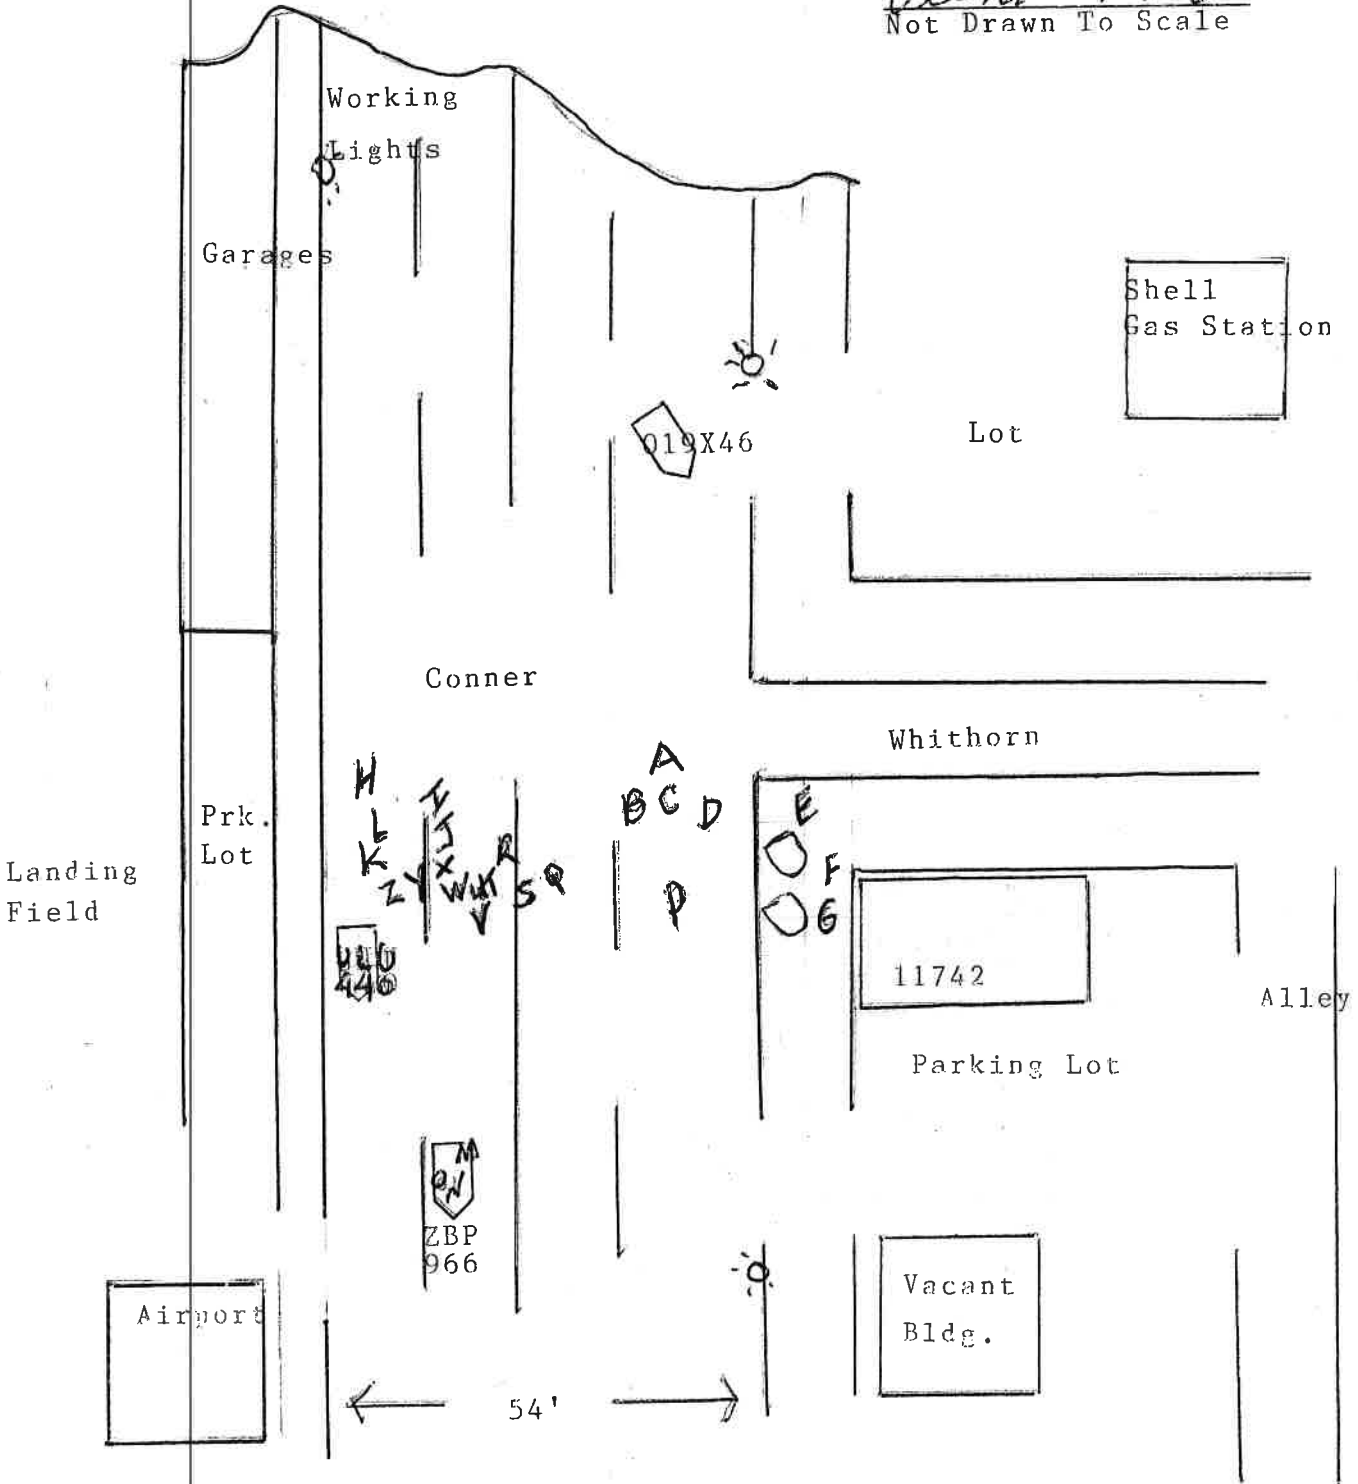 Not Drawn To Scale
Working
Lights
Garages
Shell
Gas Station
019X46
Lot
Conner
Whithorn
A
H
B C D
E
I
Prk.
Lot
L
J
K
X
R
F
Landing
Field
Z Y
W
V
S Q
P
G
11742
Alley
Parking Lot
M
O N
ZBP
966
Airport
Vacant
Bldg.
54'